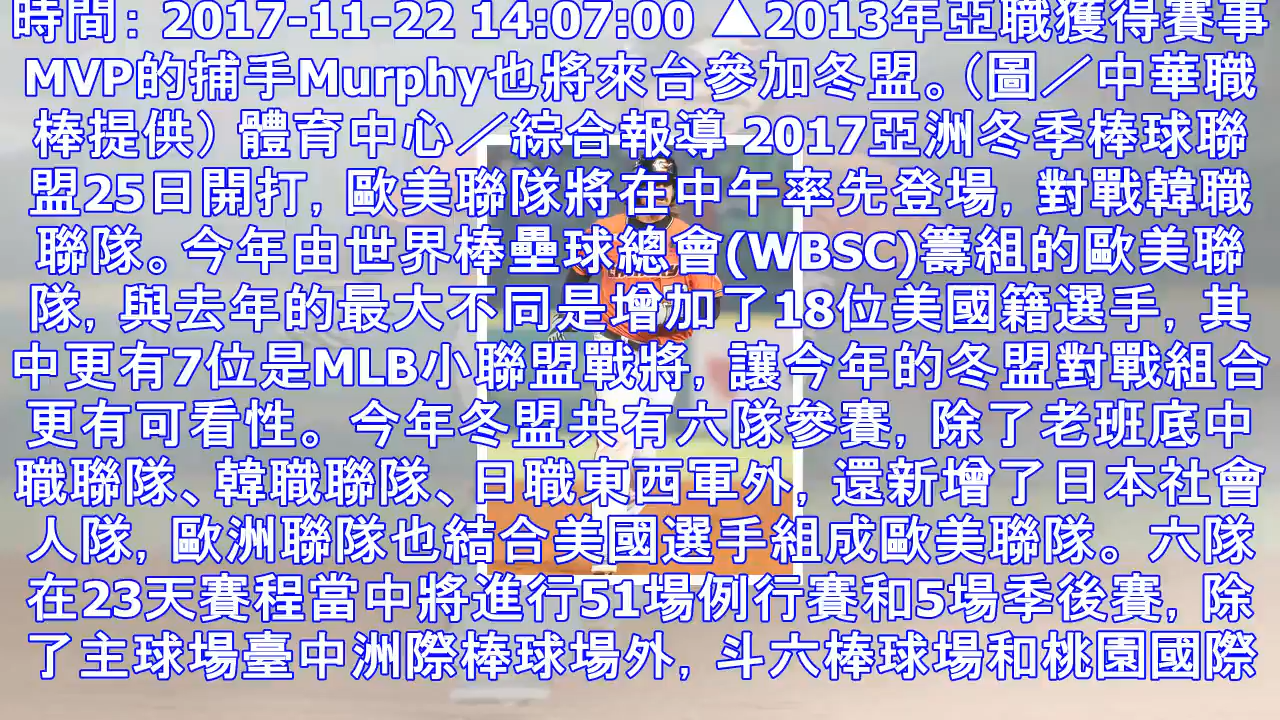 時間：2017-11-22 14:07:00 ▲2013年亞職獲得賽事
MVP的捕手Murphy也將來台參加冬盟。（圖／中華職
棒提供） 體育中心／綜合報導 2017亞洲冬季棒球聯
盟25日開打，歐美聯隊將在中午率先登場，對戰韓職
聯隊。今年由世界棒壘球總會(WBSC)籌組的歐美聯
隊，與去年的最大不同是增加了18位美國籍選手，其
中更有7位是MLB小聯盟戰將，讓今年的冬盟對戰組合
更有可看性。 今年冬盟共有六隊參賽，除了老班底中
職聯隊、韓職聯隊、日職東西軍外，還新增了日本社會
人隊，歐洲聯隊也結合美國選手組成歐美聯隊。 六隊
在23天賽程當中將進行51場例行賽和5場季後賽，除
了主球場臺中洲際棒球場外，斗六棒球場和桃園國際